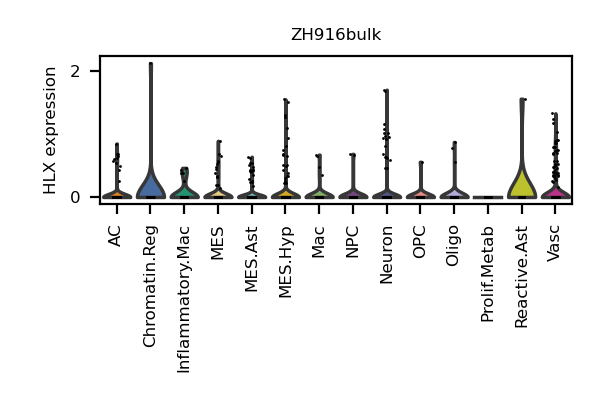 ZH916bulk
HLX expression
2
0
AC
Chromatin.Reg
Inflammatory.Mac
MES
MES.Ast
MES.Hyp
Mac
NPC
Neuron
OPC
Oligo
Prolif.Metab
Reactive.Ast
Vasc